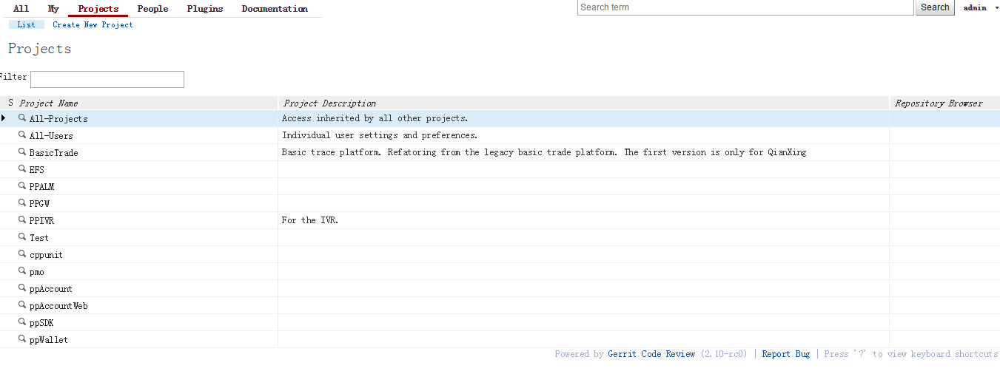 All My Projects People Plugins Documentation Search term Search admin
List Create New Project
Projects
Filter
S Project Name Project Description Repository Browser
All-Projects Access inherited by all other projects.
All-Users Individual user settings and preferences.
BasicTrade Basic trace platform. Refatoring from the legacy basic trade platform. The first version is only for QianXing
EFS
PPALM
PPGW
PPIVR For the IVR.
Test
cppunit
pmo
ppAccount
ppAccountWeb
ppSDK
ppWallet
Powered by Gerrit Code Review (2.10-rc0) | Report Bug | Press '?' to view keyboard shortcuts